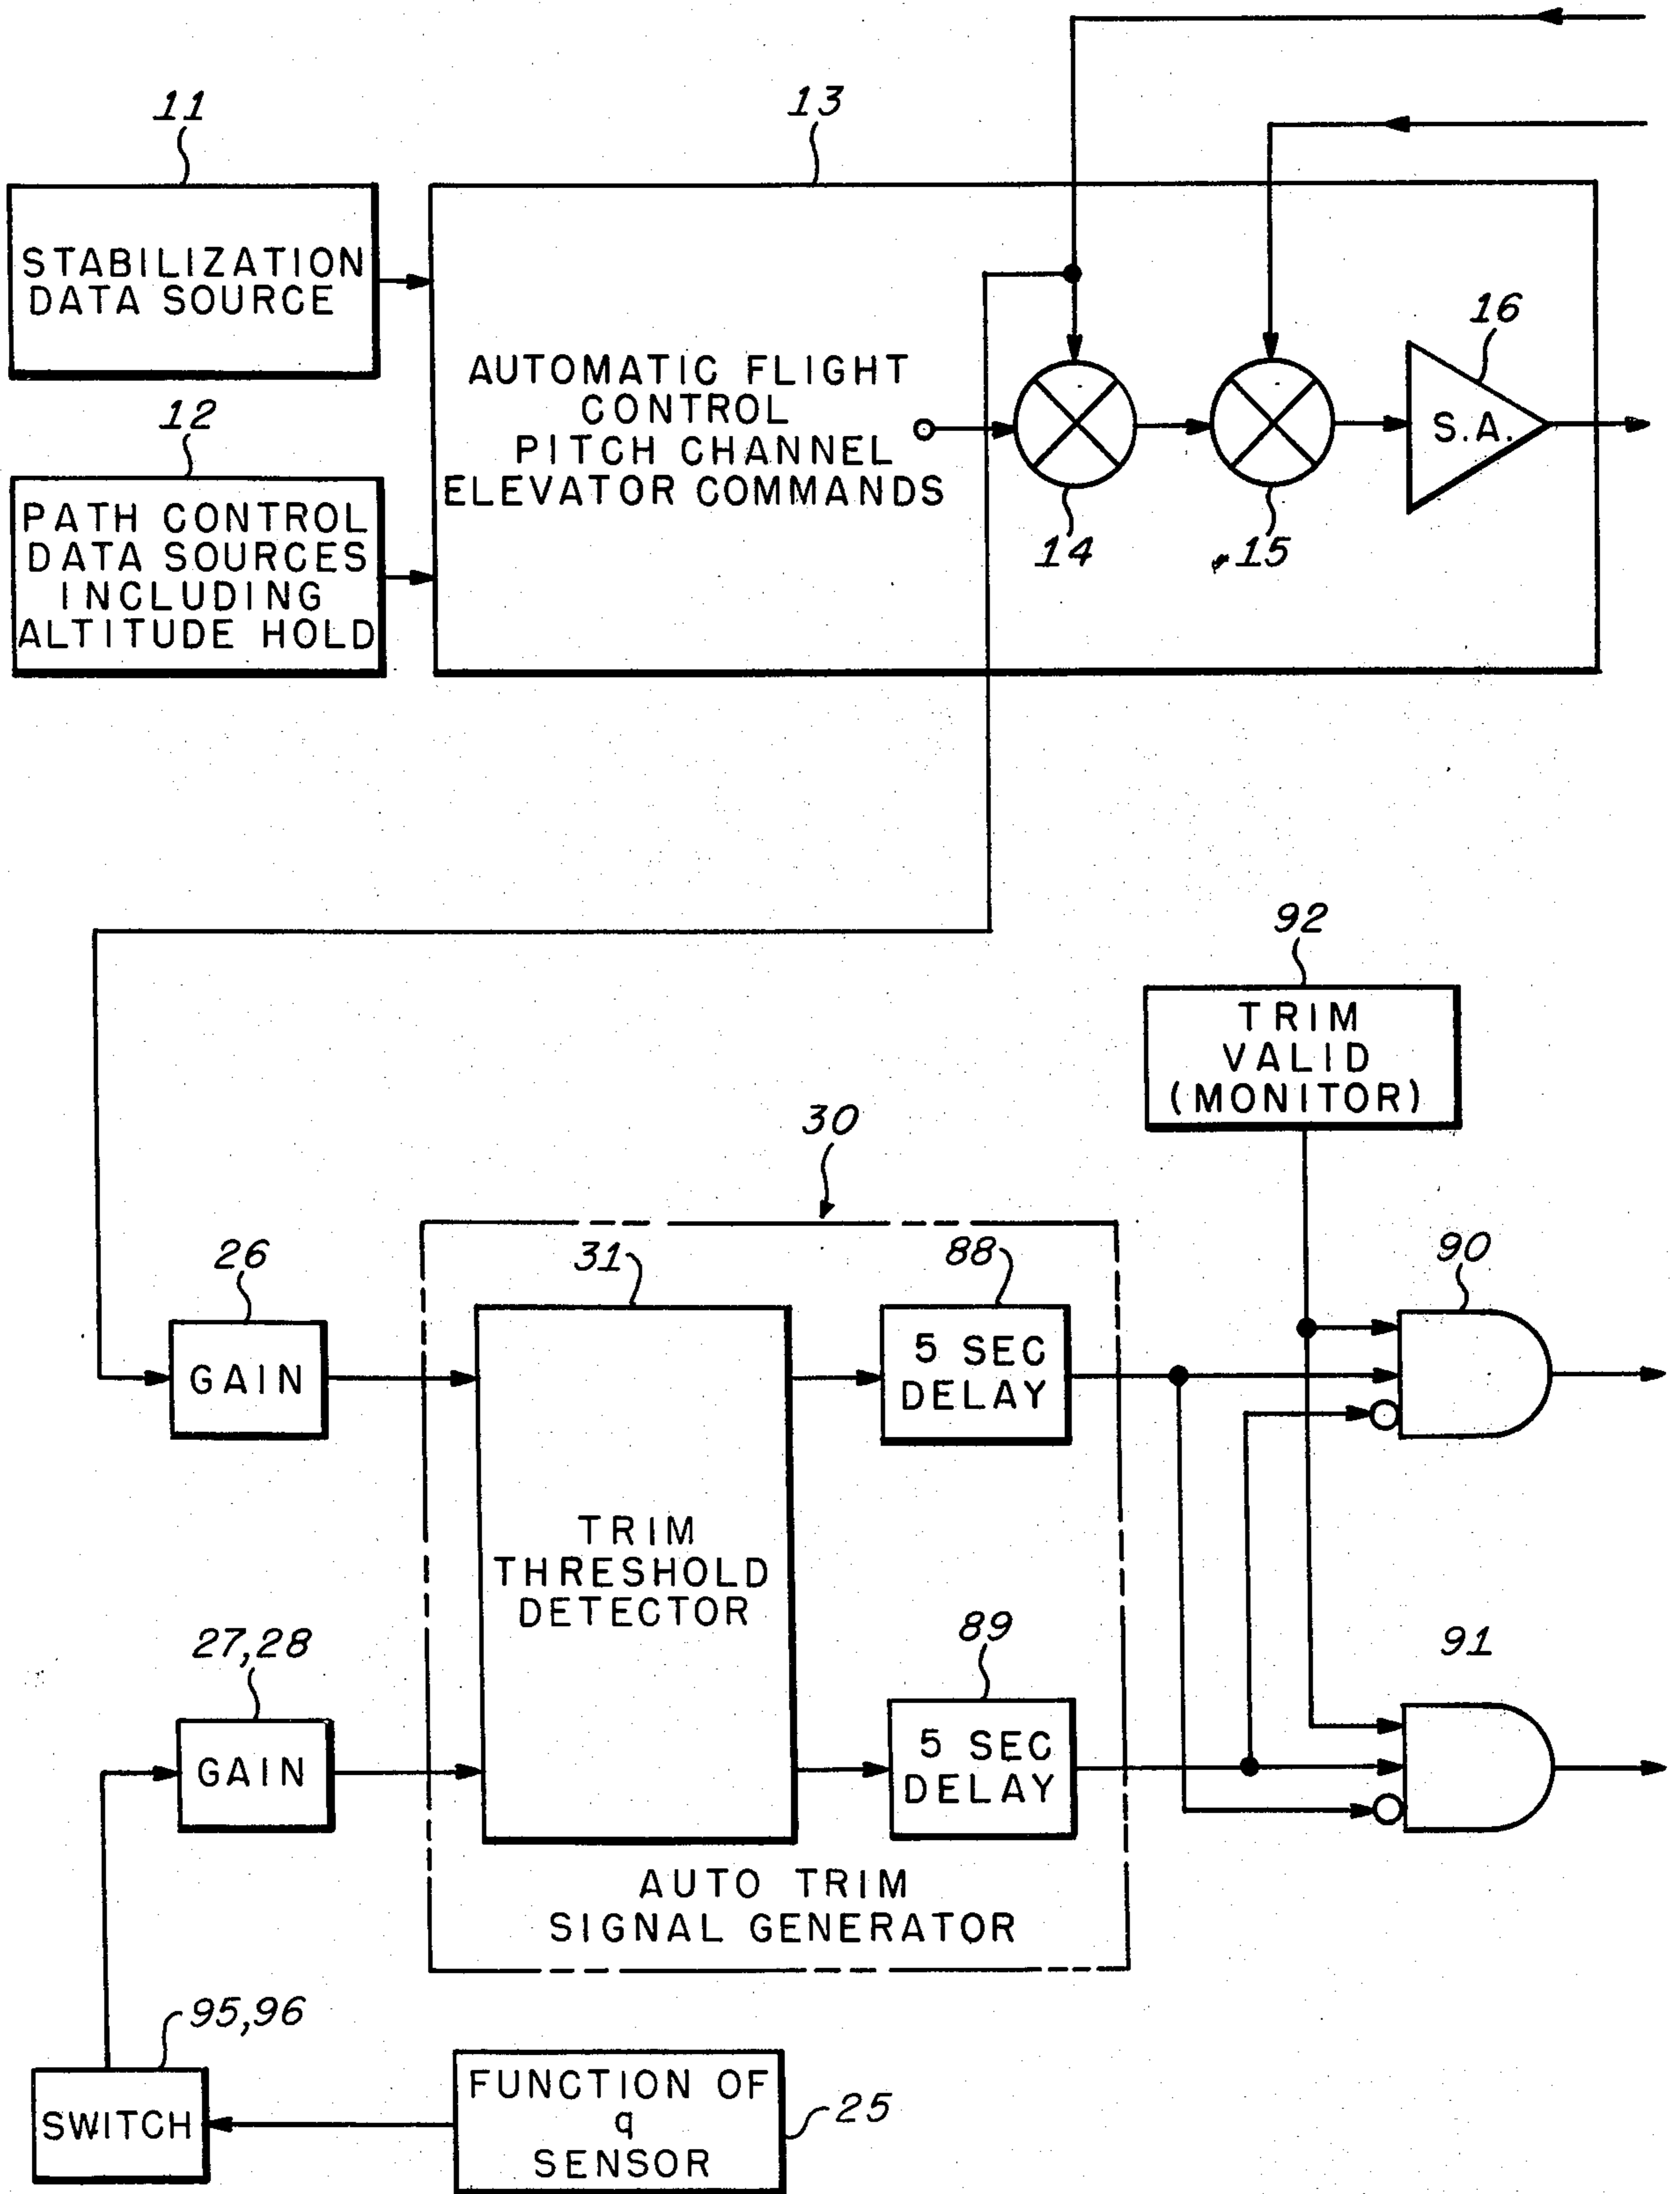 11
13
STABILIZATION
DATA SOURCE
16
S.A.
AUTOMATIC FLIGHT
CONTROL
PITCH CHANNEL
ELEVATOR COMMANDS
12
PATH CONTROL
DATA SOURCES
INCLUDING
ALTITUDE HOLD
14
15
92
TRIM
VALID
(MONITOR)
30
26
31
88
90
GAIN
5 SEC
DELAY
TRIM
THRESHOLD
DETECTOR
27,28
89
91
GAIN
5 SEC
DELAY
AUTO TRIM
SIGNAL GENERATOR
95,96
SWITCH
FUNCTION OF
q
SENSOR
25